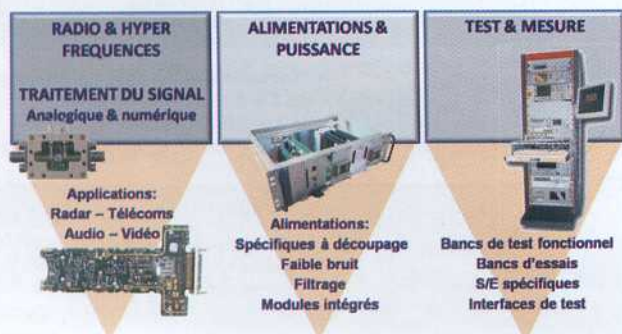 RADIO & HYPER
FREQUENCES
TRAITEMENT DU SIGNAL
Analogique & numérique
Applications:
Radar – Télécoms
Audio – Vidéo
ALIMENTATIONS &
PUISSANCE
Alimentations:
Spécifiques à découpage
Faible bruit
Filtrage
Modules intégrés
TEST & MESURE
Bancs de test fonctionnel
Bancs d'essais
S/E spécifiques
Interfaces de test